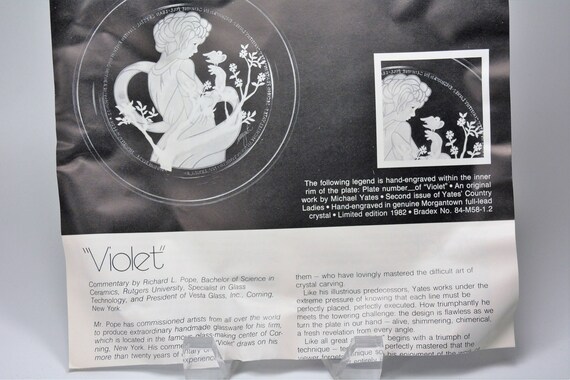 The following legend is hand-engraved within the inner
rim of the plate: Plate number__of "Violet" • An original
work by Michael Yates • Second issue of Yates' Country
Ladies • Hand-engraved in genuine Morgantown full-lead
crystal • Limited edition 1982 • Bradex No. 84-M58-1.2
"Violet"
Commentary by Richard L. Pope, Bachelor of Science in
Ceramics, Rutgers University, Specialist in Glass
Technology, and President of Vesta Glass, Inc., Corning,
New York.
Mr. Pope has commissioned artists from all over the world
to produce extraordinary handmade glassware for his firm,
which is located in the famous glass-making center of Cor-
ning, New York. His comm "Violet" draws on his
more than twenty years of
experience
them – who have lovingly mastered the difficult art of
crystal carving.
Like his illustrious predecessors, Yates works under the
extreme pressure of knowing that each line must be
perfectly placed, perfectly executed. How triumphantly he
meets the towering challenge: the design is flawless as we
turn the plate in our hand – alive, shimmering, chimerical,
a fresh revelation from every angle.
Like all great begins with a triumph of
technique – perfectly mastered that the